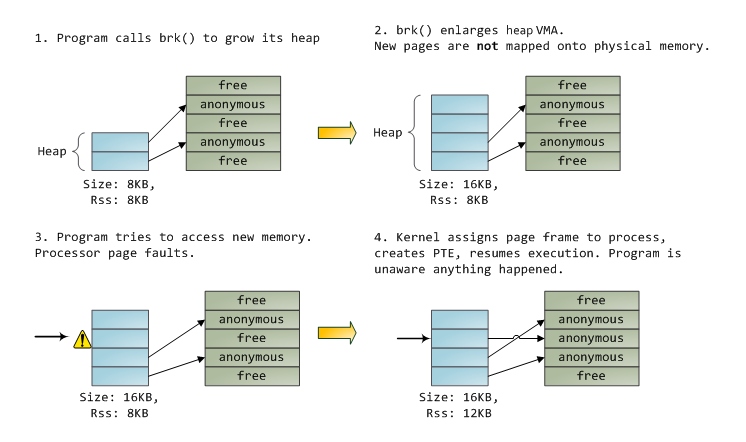 1. Program calls brk() to grow its heap
free
anonymous
free
anonymous
free
Heap
Size: 8KB,
Rss: 8KB
2. brk() enlarges heap VMA.
New pages are not mapped onto physical memory.
free
anonymous
free
anonymous
free
Heap
Size: 16KB,
Rss: 8KB
3. Program tries to access new memory.
Processor page faults.
free
anonymous
free
anonymous
free
Size: 16KB,
Rss: 8KB
4. Kernel assigns page frame to process,
creates PTE, resumes execution. Program is
unaware anything happened.
free
anonymous
anonymous
anonymous
free
Size: 16KB,
Rss: 12KB